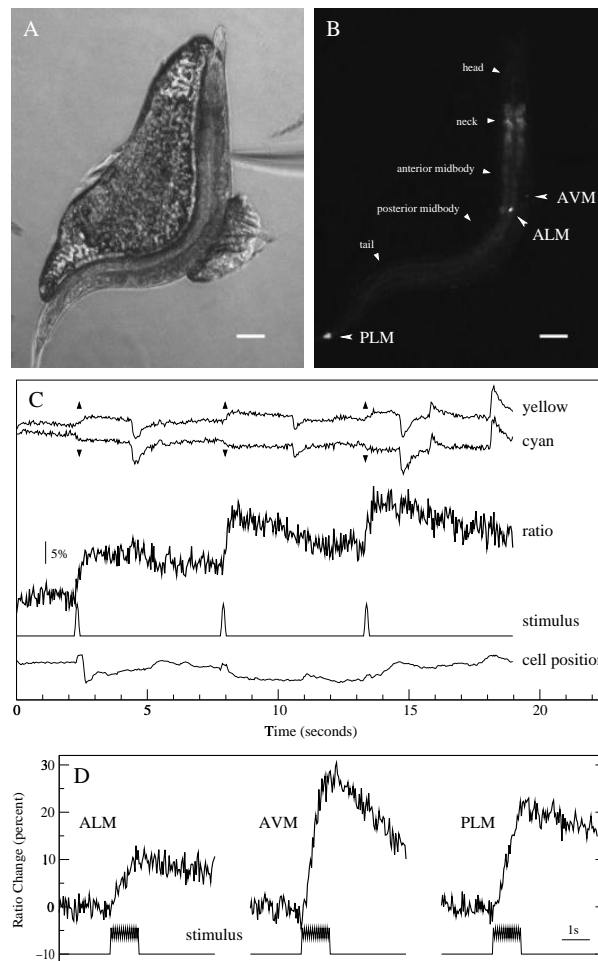 A
B
head
neck
anterior midbody
AVM
posterior midbody
ALM
tail
PLM
C
yellow
cyan
ratio
5%
stimulus
cell position
0 5 10 15 20
Time (seconds)
D
Ratio Change (percent)
30
20
10
0
-10
ALM
AVM
PLM
stimulus
1s